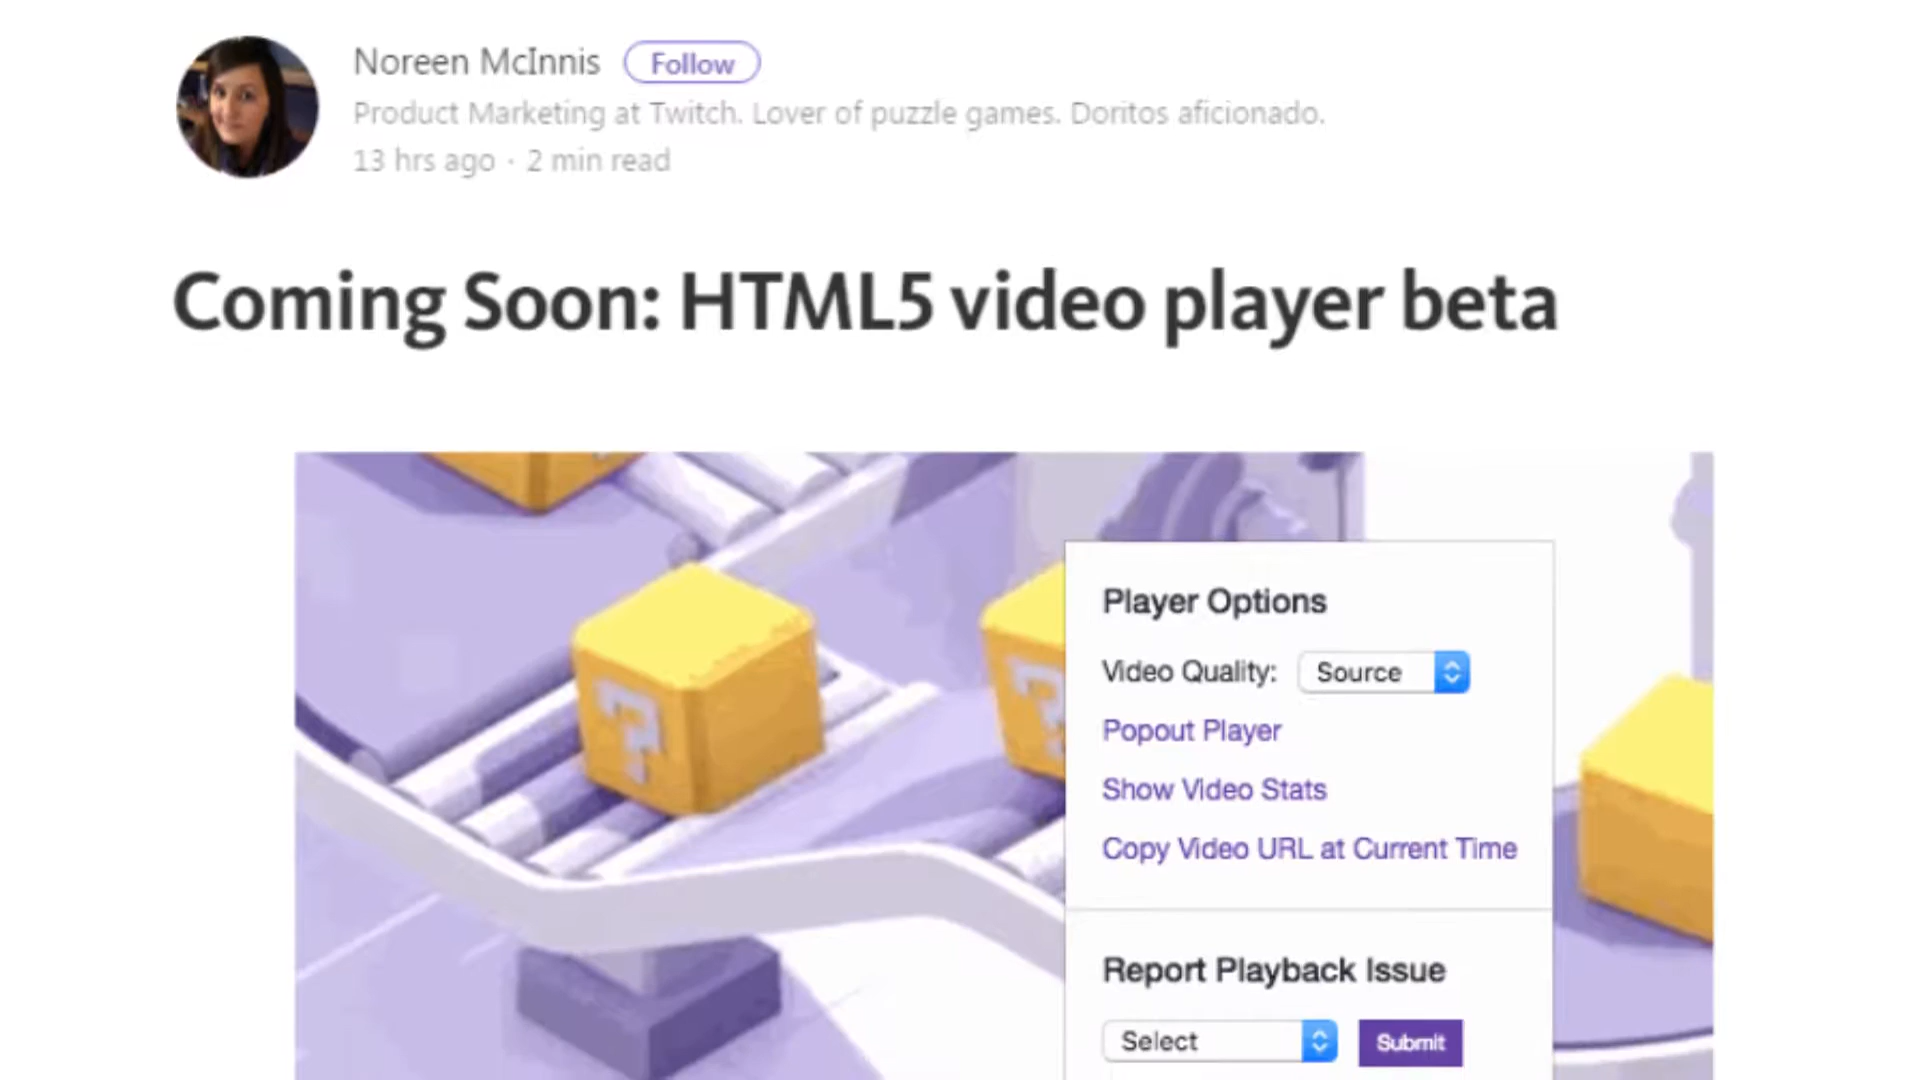 Noreen McInnis Follow
Product Marketing at Twitch. Lover of puzzle games. Doritos aficionado.
13 hrs ago · 2 min read
Coming Soon: HTML5 video player beta
Player Options
Video Quality: Source
Popout Player
Show Video Stats
Copy Video URL at Current Time
Report Playback Issue
Select Submit
?
?